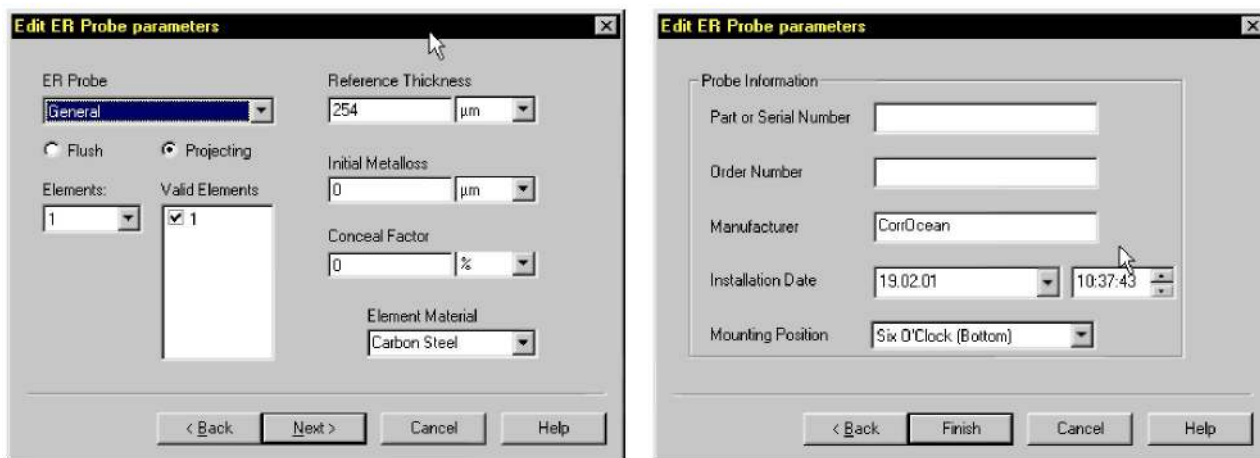 Edit ER Probe parameters
ER Probe
General
Flush
Projecting
Elements:
1
Valid Elements
1
Reference Thickness
254
µm
Initial Metalloss
0
µm
Conceal Factor
0
%
Element Material
Carbon Steel
< Back
Next >
Cancel
Help
Edit ER Probe parameters
Probe Information
Part or Serial Number
Order Number
Manufacturer
CorrOcean
Installation Date
19.02.01
10:37:43
Mounting Position
Six O'Clock (Bottom)
< Back
Finish
Cancel
Help